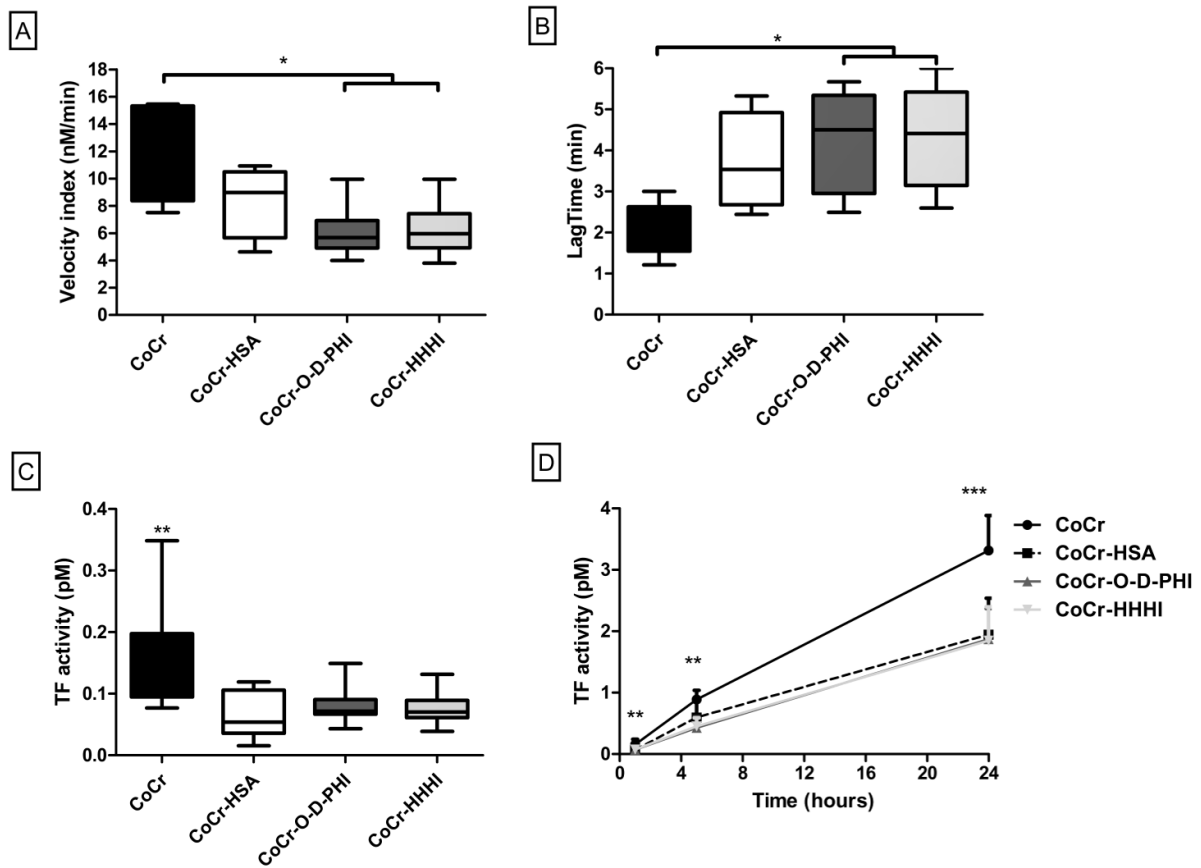 A
*
Velocity index (nM/min)
18
16
14
12
10
8
6
4
2
0
CoCr
CoCr-HSA
CoCr-O-D-PHI
CoCr-HHHI
B
*
LagTime (min)
6
5
4
3
2
1
0
CoCr
CoCr-HSA
CoCr-O-D-PHI
CoCr-HHHI
C
TF activity (pM)
0.4
0.3
0.2
0.1
0.0
**
CoCr
CoCr-HSA
CoCr-O-D-PHI
CoCr-HHHI
D
TF activity (pM)
4
3
2
1
0
**
**
***
0 4 8 12 16 20 24
Time (hours)
CoCr
CoCr-HSA
CoCr-O-D-PHI
CoCr-HHHI